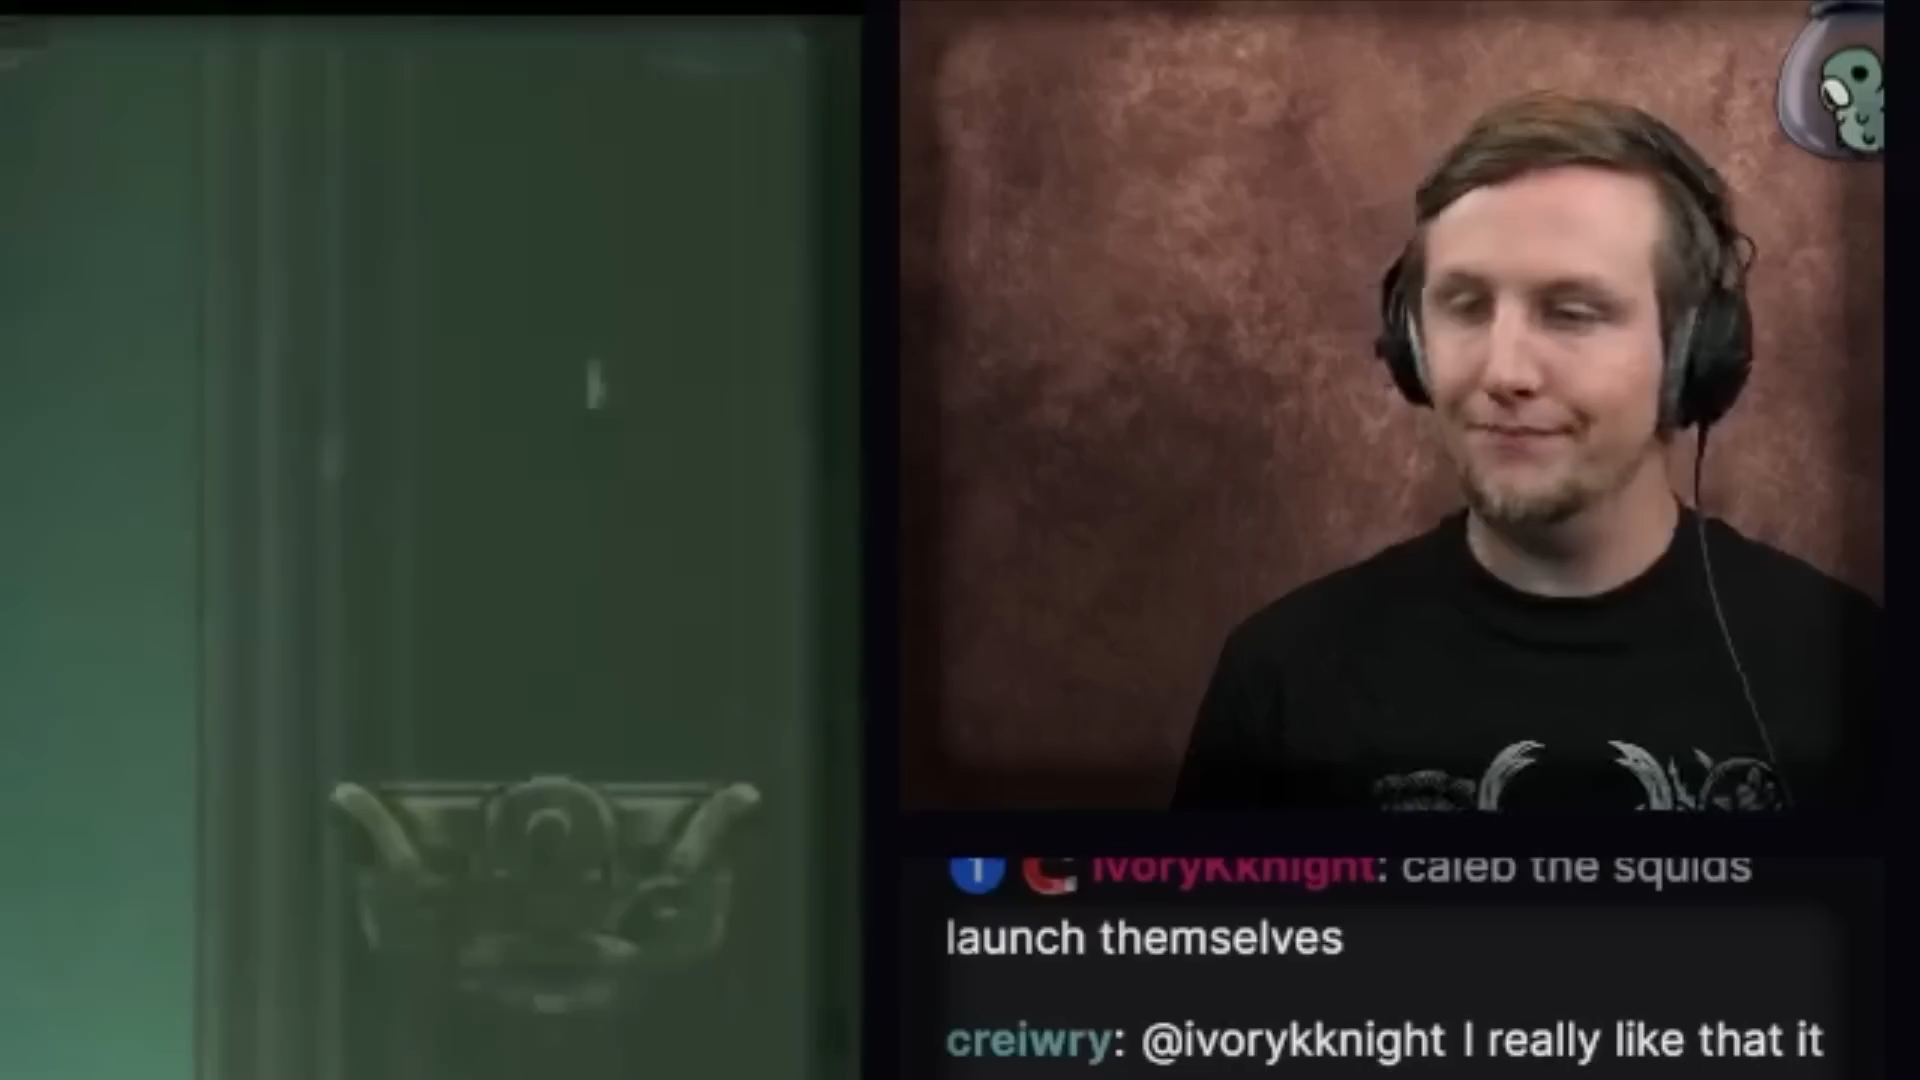 ivoryKknight: caleb the squids
launch themselves
creiwry: @ivorykknight I really like that it